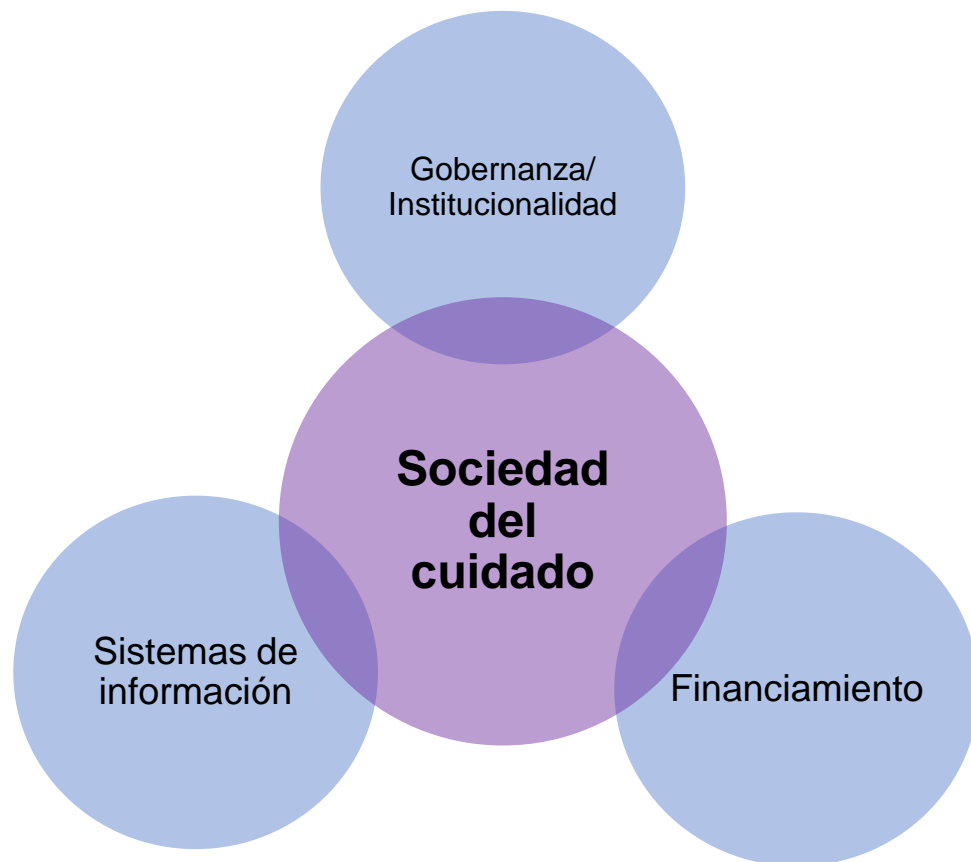 Gobernanza/
Institucionalidad
Sociedad
del
cuidado
Sistemas de
información
Financiamiento